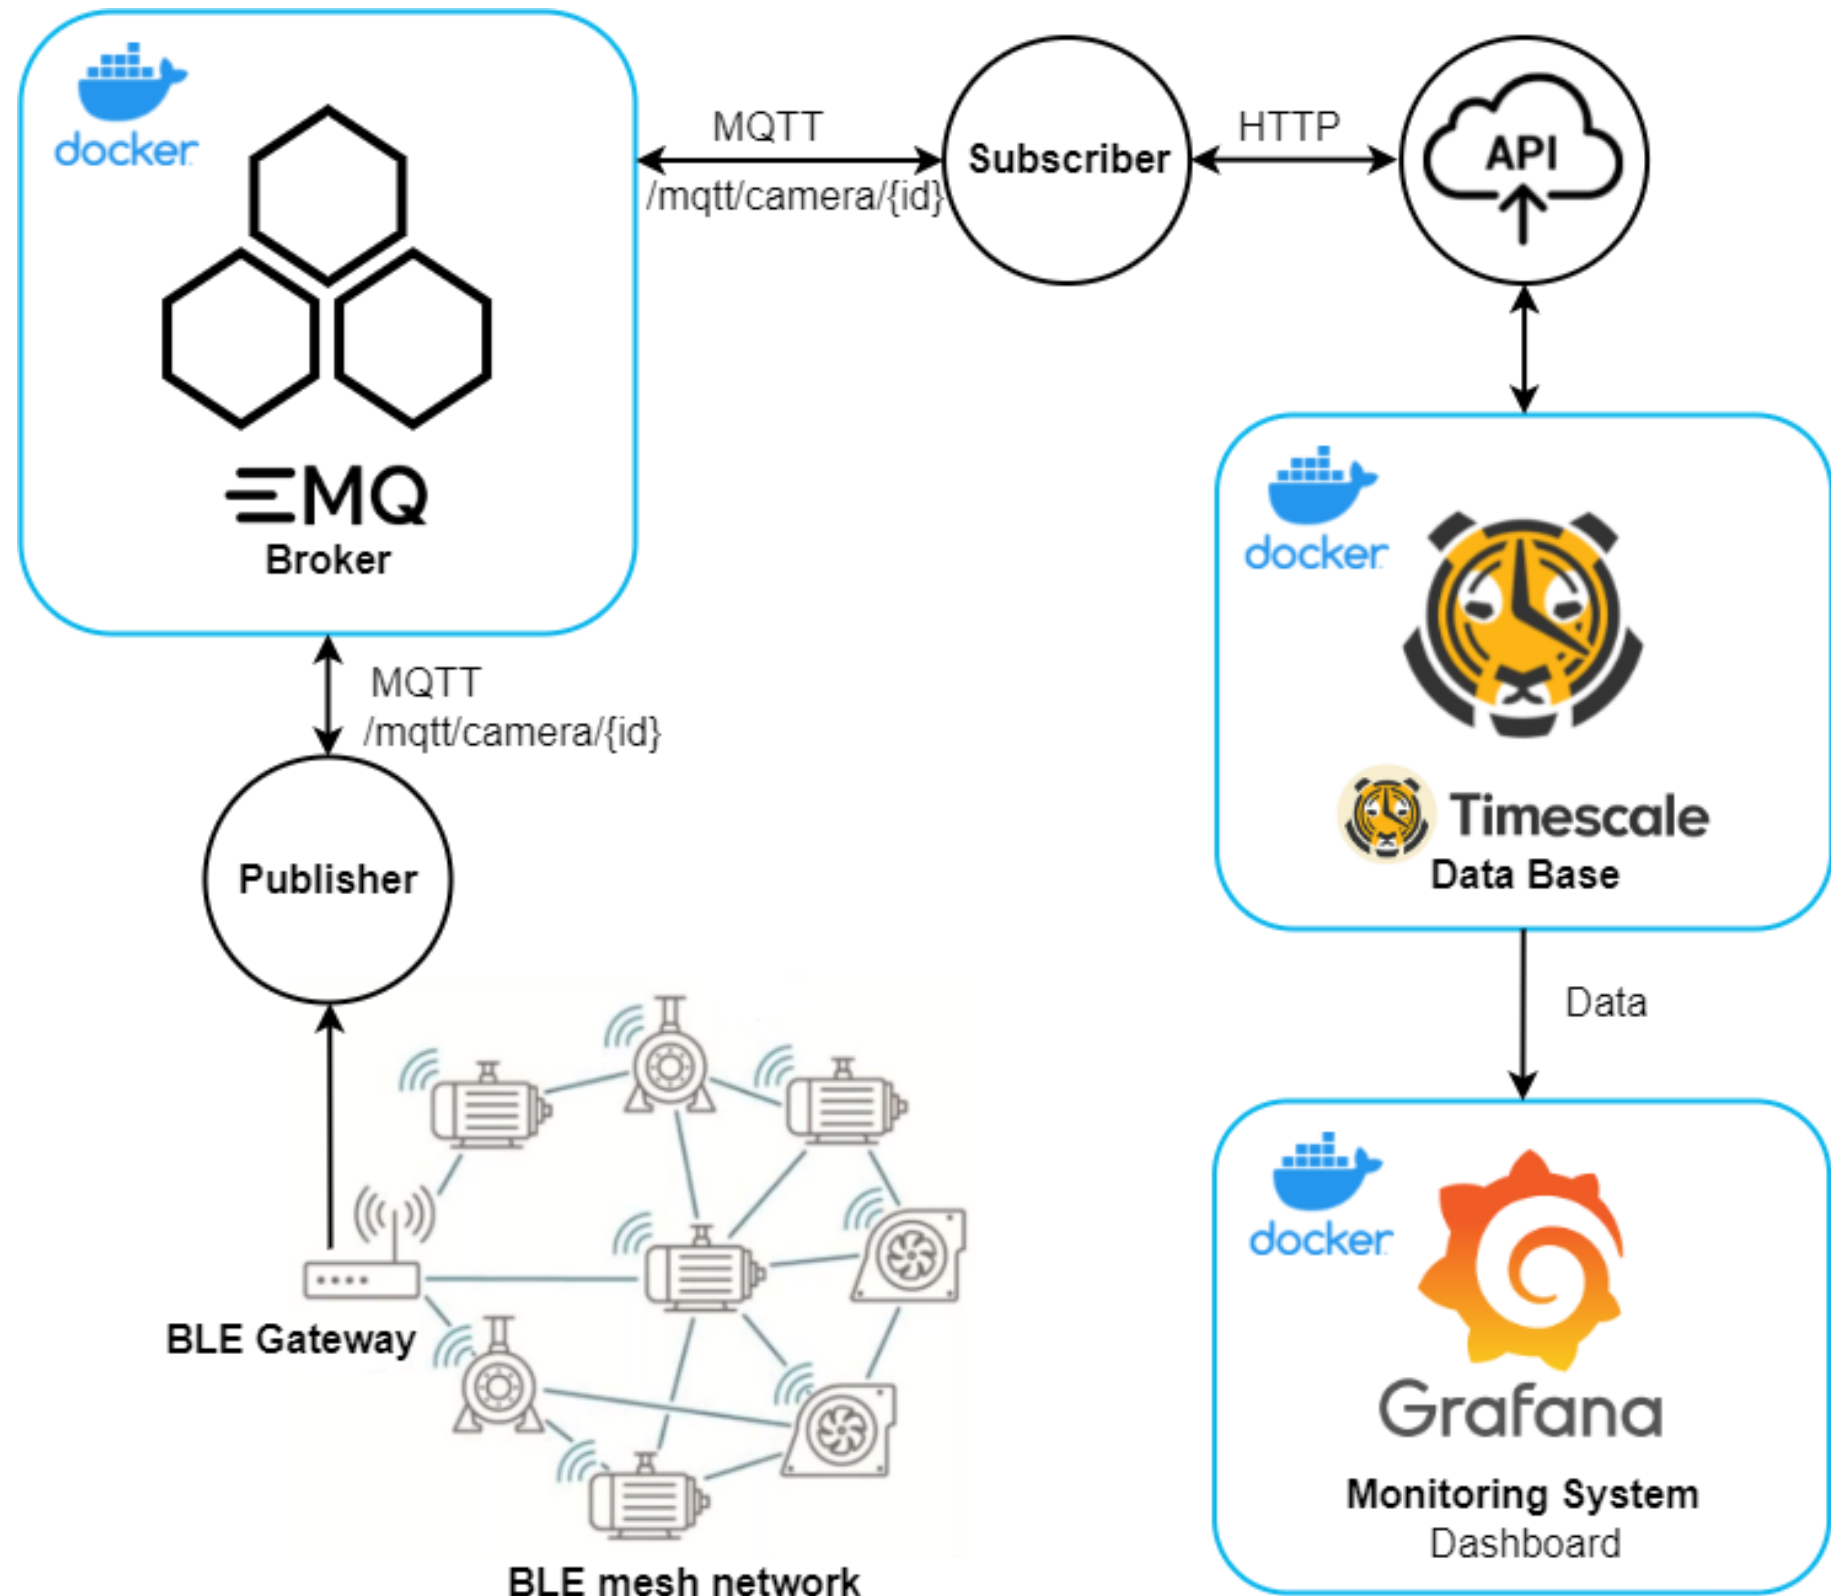 docker
EMQ
Broker
MQTT
/mqtt/camera/{id}
Subscriber
HTTP
API
MQTT
/mqtt/camera/{id}
Publisher
docker
Timescale
Data Base
Data
BLE Gateway
BLE mesh network
docker
Grafana
Monitoring System
Dashboard